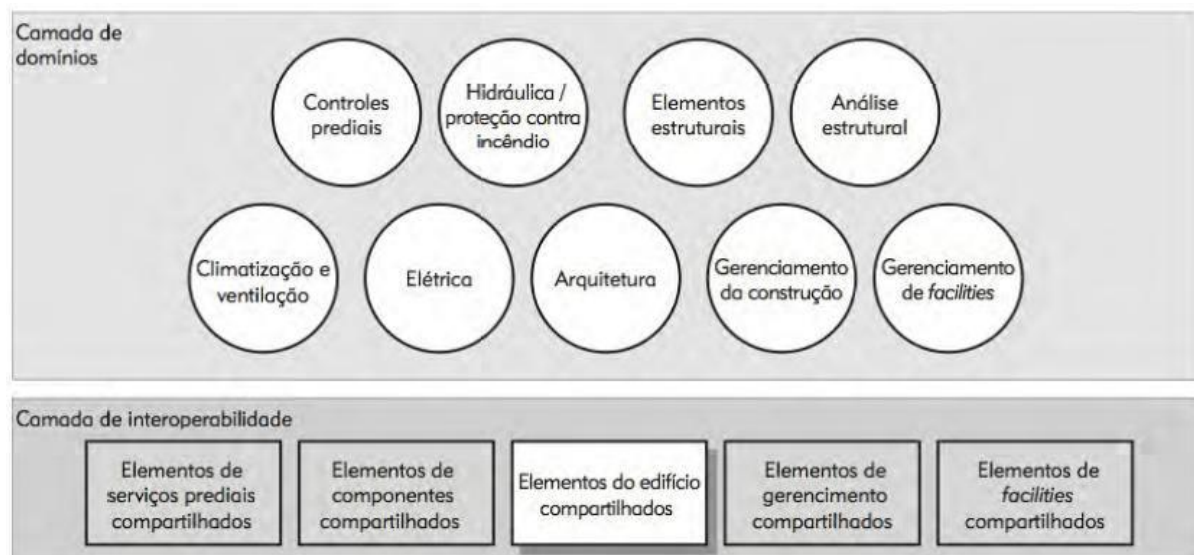 Camada de
domínios
Controles
prediais
Hidráulica /
proteção contra
incêndio
Elementos
estruturais
Análise
estrutural
Climatização e
ventilação
Elétrica
Arquitetura
Gerenciamento
da construção
Gerenciamento
de facilities
Camada de interoperabilidade
Elementos de
serviços prediais
compartilhados
Elementos de
componentes
compartilhados
Elementos do edifício
compartilhados
Elementos de
gerencimento
compartilhados
Elementos de
facilities
compartilhados